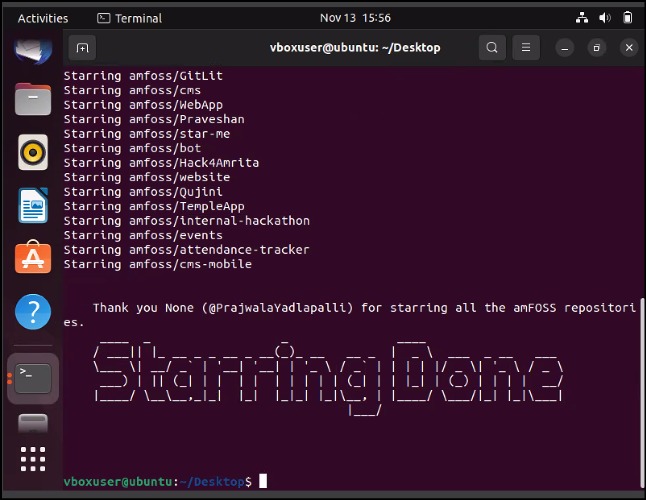 Activities
Terminal
Nov 13 15:56
vboxuser@ubuntu: ~/Desktop
Starring amfoss/GitLit
Starring amfoss/cms
Starring amfoss/WebApp
Starring amfoss/Praveshan
Starring amfoss/star-me
Starring amfoss/bot
Starring amfoss/Hack4Amrita
Starring amfoss/website
Starring amfoss/Qujini
Starring amfoss/TempleApp
Starring amfoss/internal-hackathon
Starring amfoss/events
Starring amfoss/attendance-tracker
Starring amfoss/cms-mobile
Thank you None (@PrajwalaYadlapalli) for starring all the amFOSS repositori
es.
Starring Done
vboxuser@ubuntu:~/Desktop$